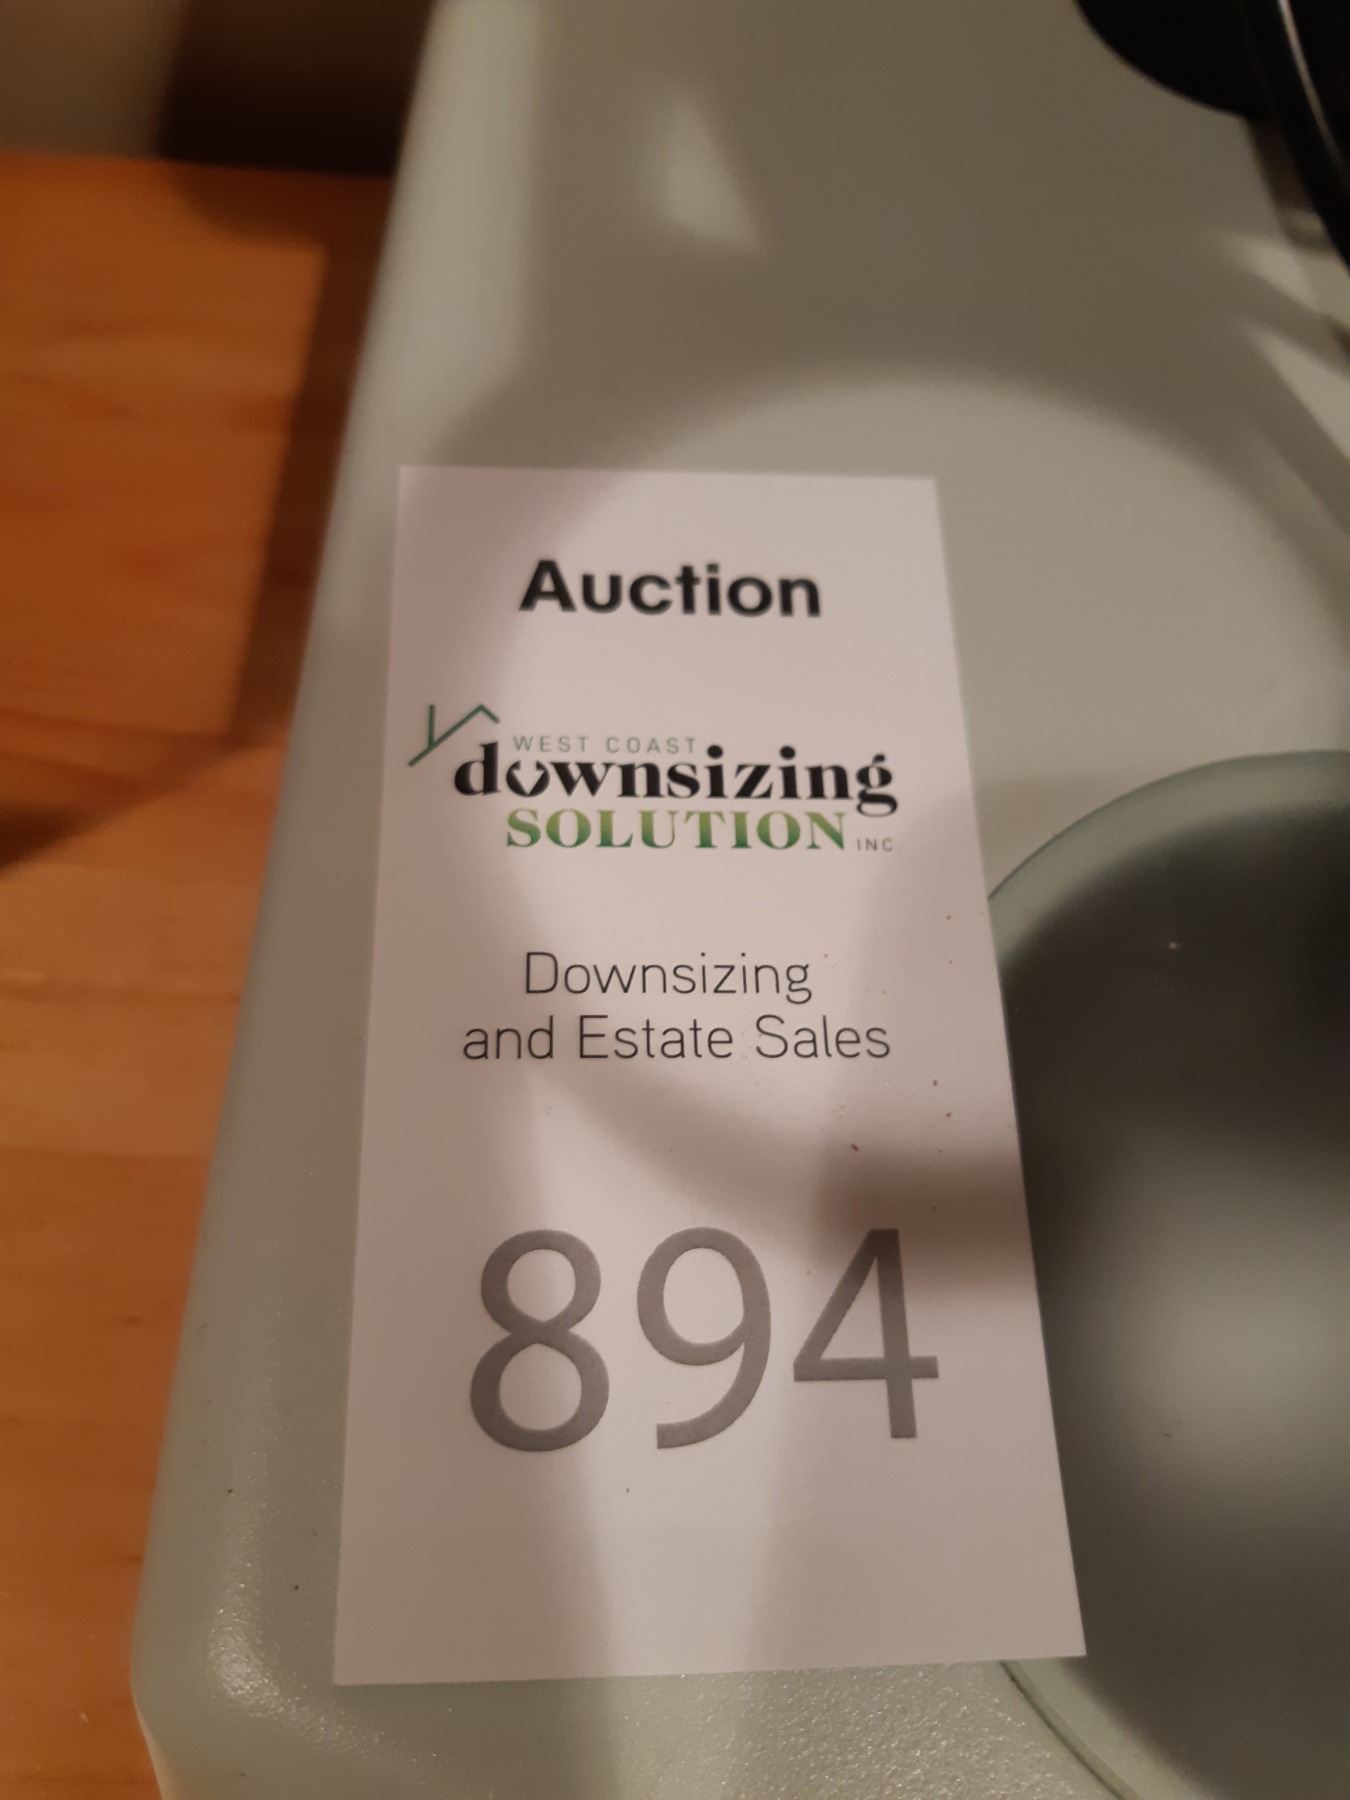 Auction
WEST COAST
downsizing
SOLUTION INC.
Downsizing
and Estate Sales
894